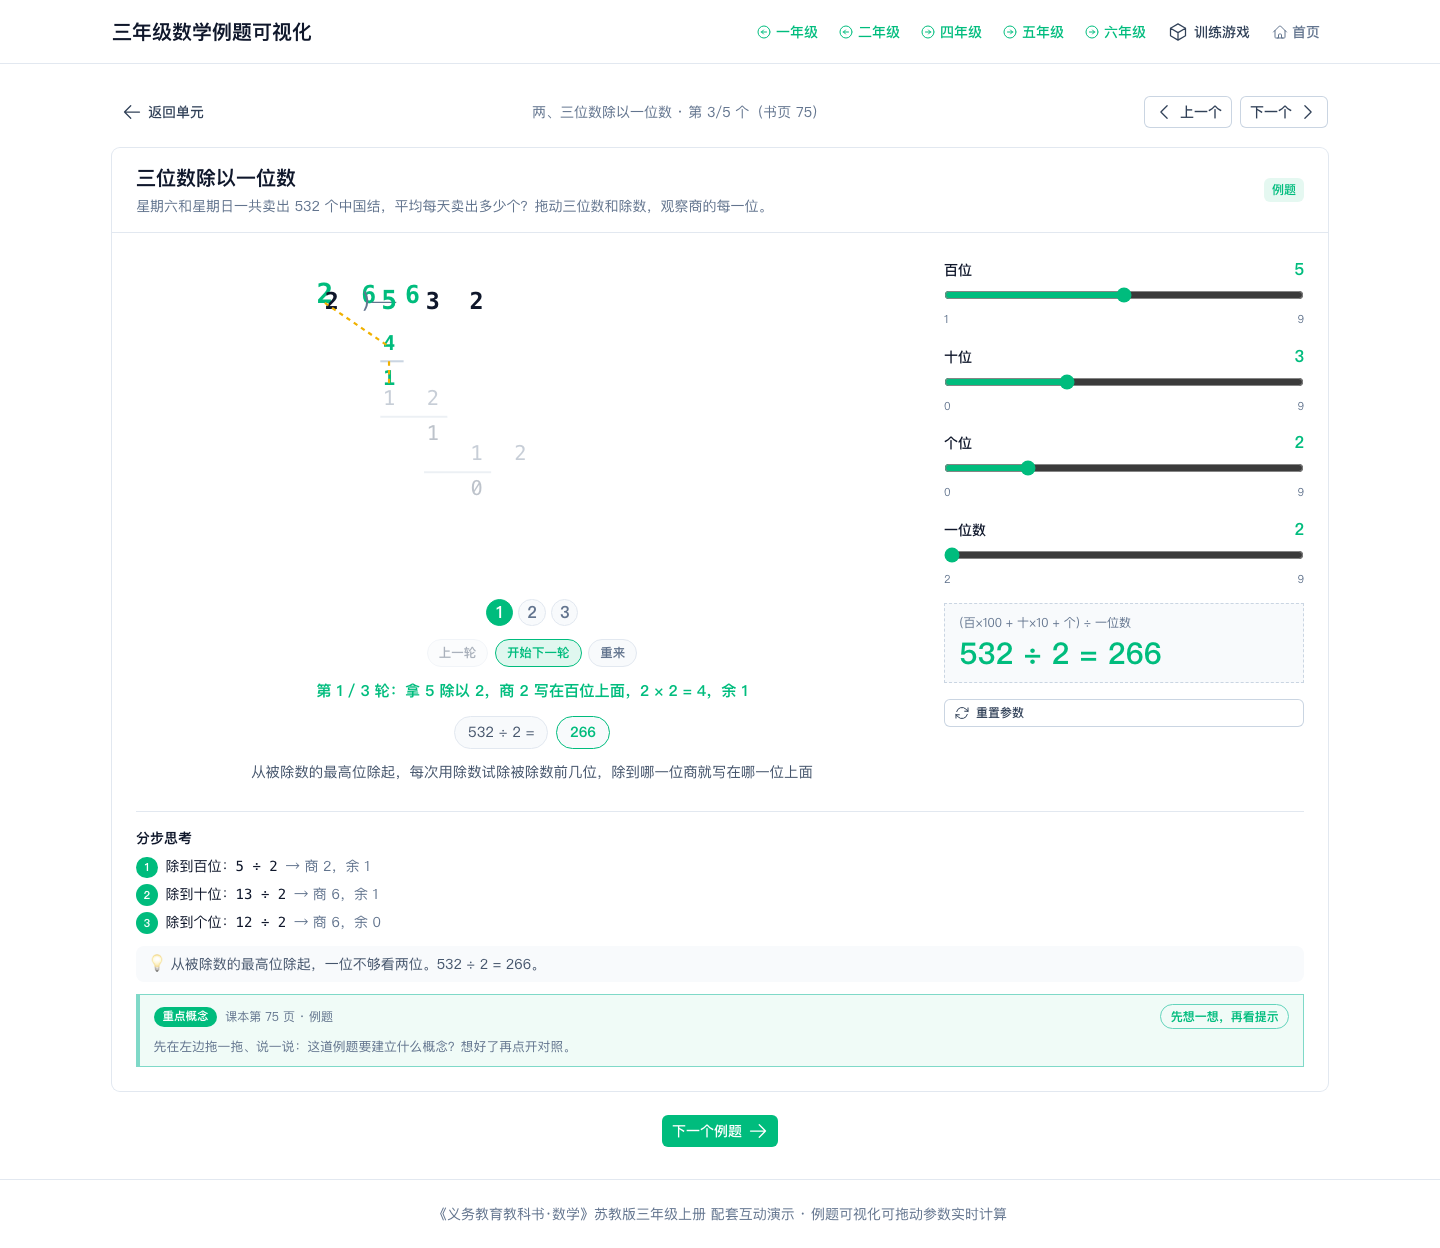 三年级数学例题可视化
一年级 二年级 四年级 五年级 六年级 训练游戏 首页
返回单元
两、三位数除以一位数 · 第 3/5 个（书页 75）
上一个 下一个
三位数除以一位数
星期六和星期日一共卖出 532 个中国结，平均每天卖出多少个？拖动三位数和除数，观察商的每一位。
例题
2 6 6
2 ) 5 3 2
4
1
1 2
1
1 2
0
1 2 3
上一轮 开始下一轮 重来
第 1 / 3 轮：拿 5 除以 2，商 2 写在百位上面，2 × 2 = 4，余 1
532 ÷ 2 = 266
从被除数的最高位除起，每次用除数试除被除数前几位，除到哪一位商就写在哪一位上面
百位 5
1 9
十位 3
0 9
个位 2
0 9
一位数 2
2 9
(百×100 + 十×10 + 个) ÷ 一位数
532 ÷ 2 = 266
重置参数
分步思考
1 除到百位：5 ÷ 2 → 商 2，余 1
2 除到十位：13 ÷ 2 → 商 6，余 1
3 除到个位：12 ÷ 2 → 商 6，余 0
从被除数的最高位除起，一位不够看两位。532 ÷ 2 = 266。
重点概念 课本第 75 页 · 例题
先想一想，再看提示
先在左边拖一拖、说一说：这道例题要建立什么概念？想好了再点开对照。
下一个例题
《义务教育教科书·数学》苏教版三年级上册 配套互动演示 · 例题可视化可拖动参数实时计算